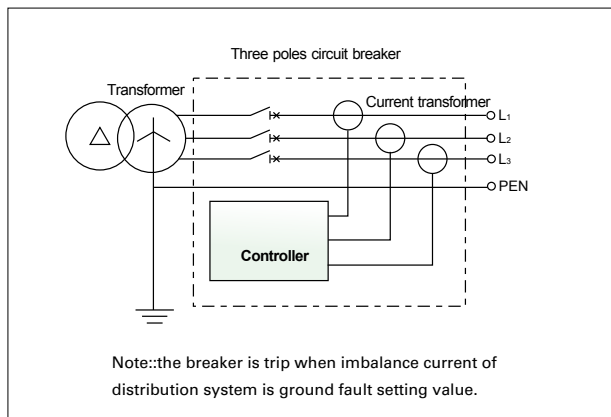 Three poles circuit breaker
Transformer
Current transformer
L1
L2
L3
PEN
Controller
Note::the breaker is trip when imbalance current of
distribution system is ground fault setting value.